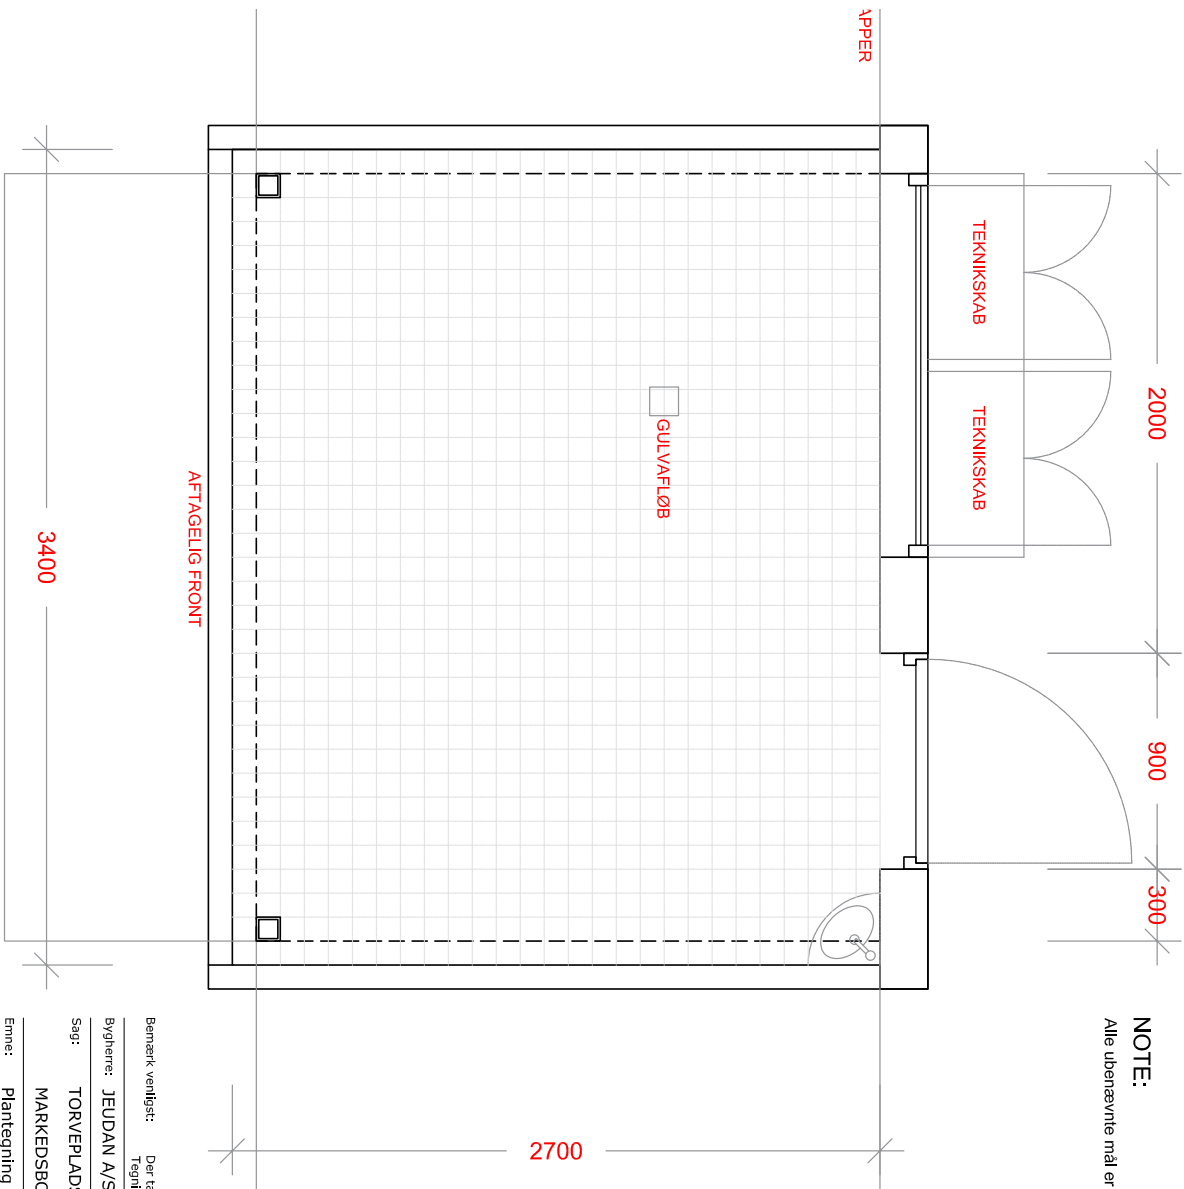 NOTE:
Alle ubenævnte mål er
2000
900
300
TEKNIKSKAB
TEKNIKSKAB
GULVAFLØB
AFTAGELIG FRONT
3400
2700
Bemærk venligst:
Bygherre: JEUDAN A/S
Sag:
Emne: Plantegning